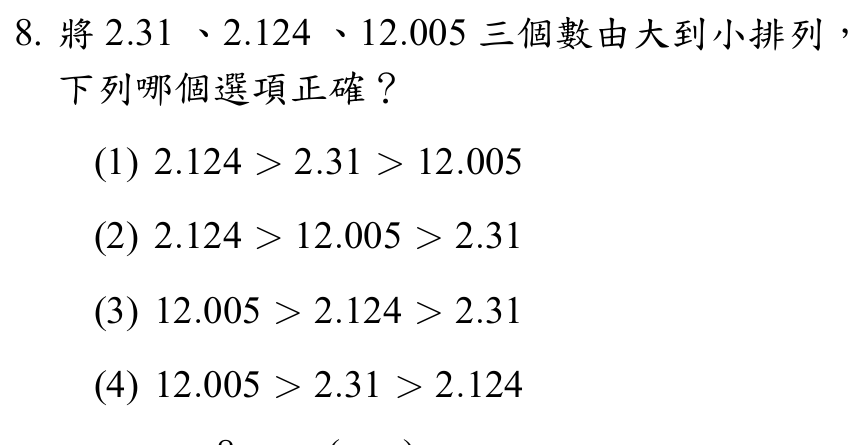 8. 將 2.31 、2.124 、12.005 三個數由大到小排列，
下列哪個選項正確？
(1) 2.124 > 2.31 > 12.005
(2) 2.124 > 12.005 > 2.31
(3) 12.005 > 2.124 > 2.31
(4) 12.005 > 2.31 > 2.124